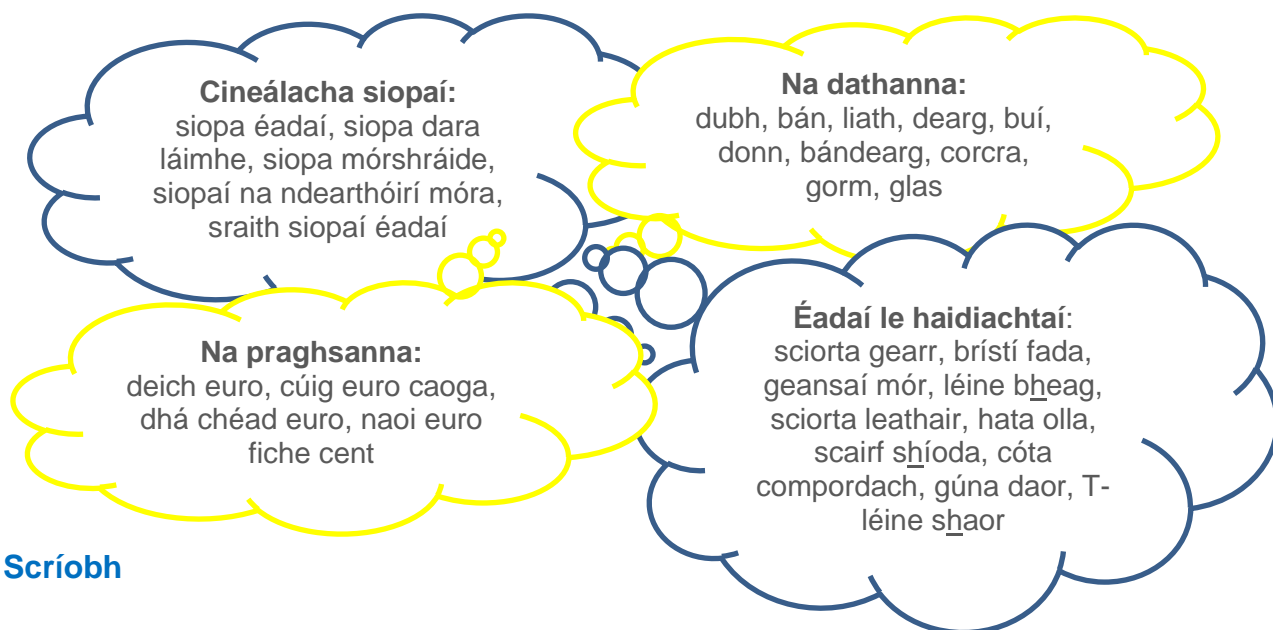 Cineálacha siopaí:
siopa éadaí, siopa dara
láimhe, siopa mórshráide,
siopaí na ndearthóirí móra,
sraith siopaí éadaí
Na dathanna:
dubh, bán, liath, dearg, buí,
donn, bándearg, corcra,
gorm, glas
Na praghsanna:
deich euro, cúig euro caoga,
dhá chéad euro, naoi euro
fiche cent
Éadaí le haidiachtaí:
sciorta gearr, brístí fada,
geansaí mór, léine bheag,
sciorta leathair, hata olla,
scairf shíoda, cóta
compordach, gúna daor, T-
léine shaor
Scríobh